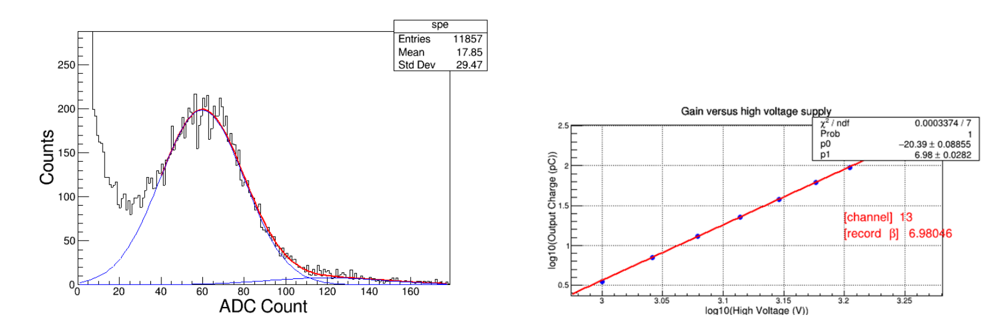 spe
Entries 11857
Mean 17.85
Std Dev 29.47
250
200
150
100
50
0
Counts
0 20 40 60 80 100 120 140 160
ADC Count
Gain versus high voltage supply
χ² / ndf 0.0003374 / 7
Prob 1
p0 −20.39 ± 0.08855
p1 6.98 ± 0.0282
2.5
2
1.5
1
0.5
log10(Output Charge (pC))
[channel] 13
[record β] 6.98046
3 3.05 3.1 3.15 3.2 3.25
log10(High Voltage (V))